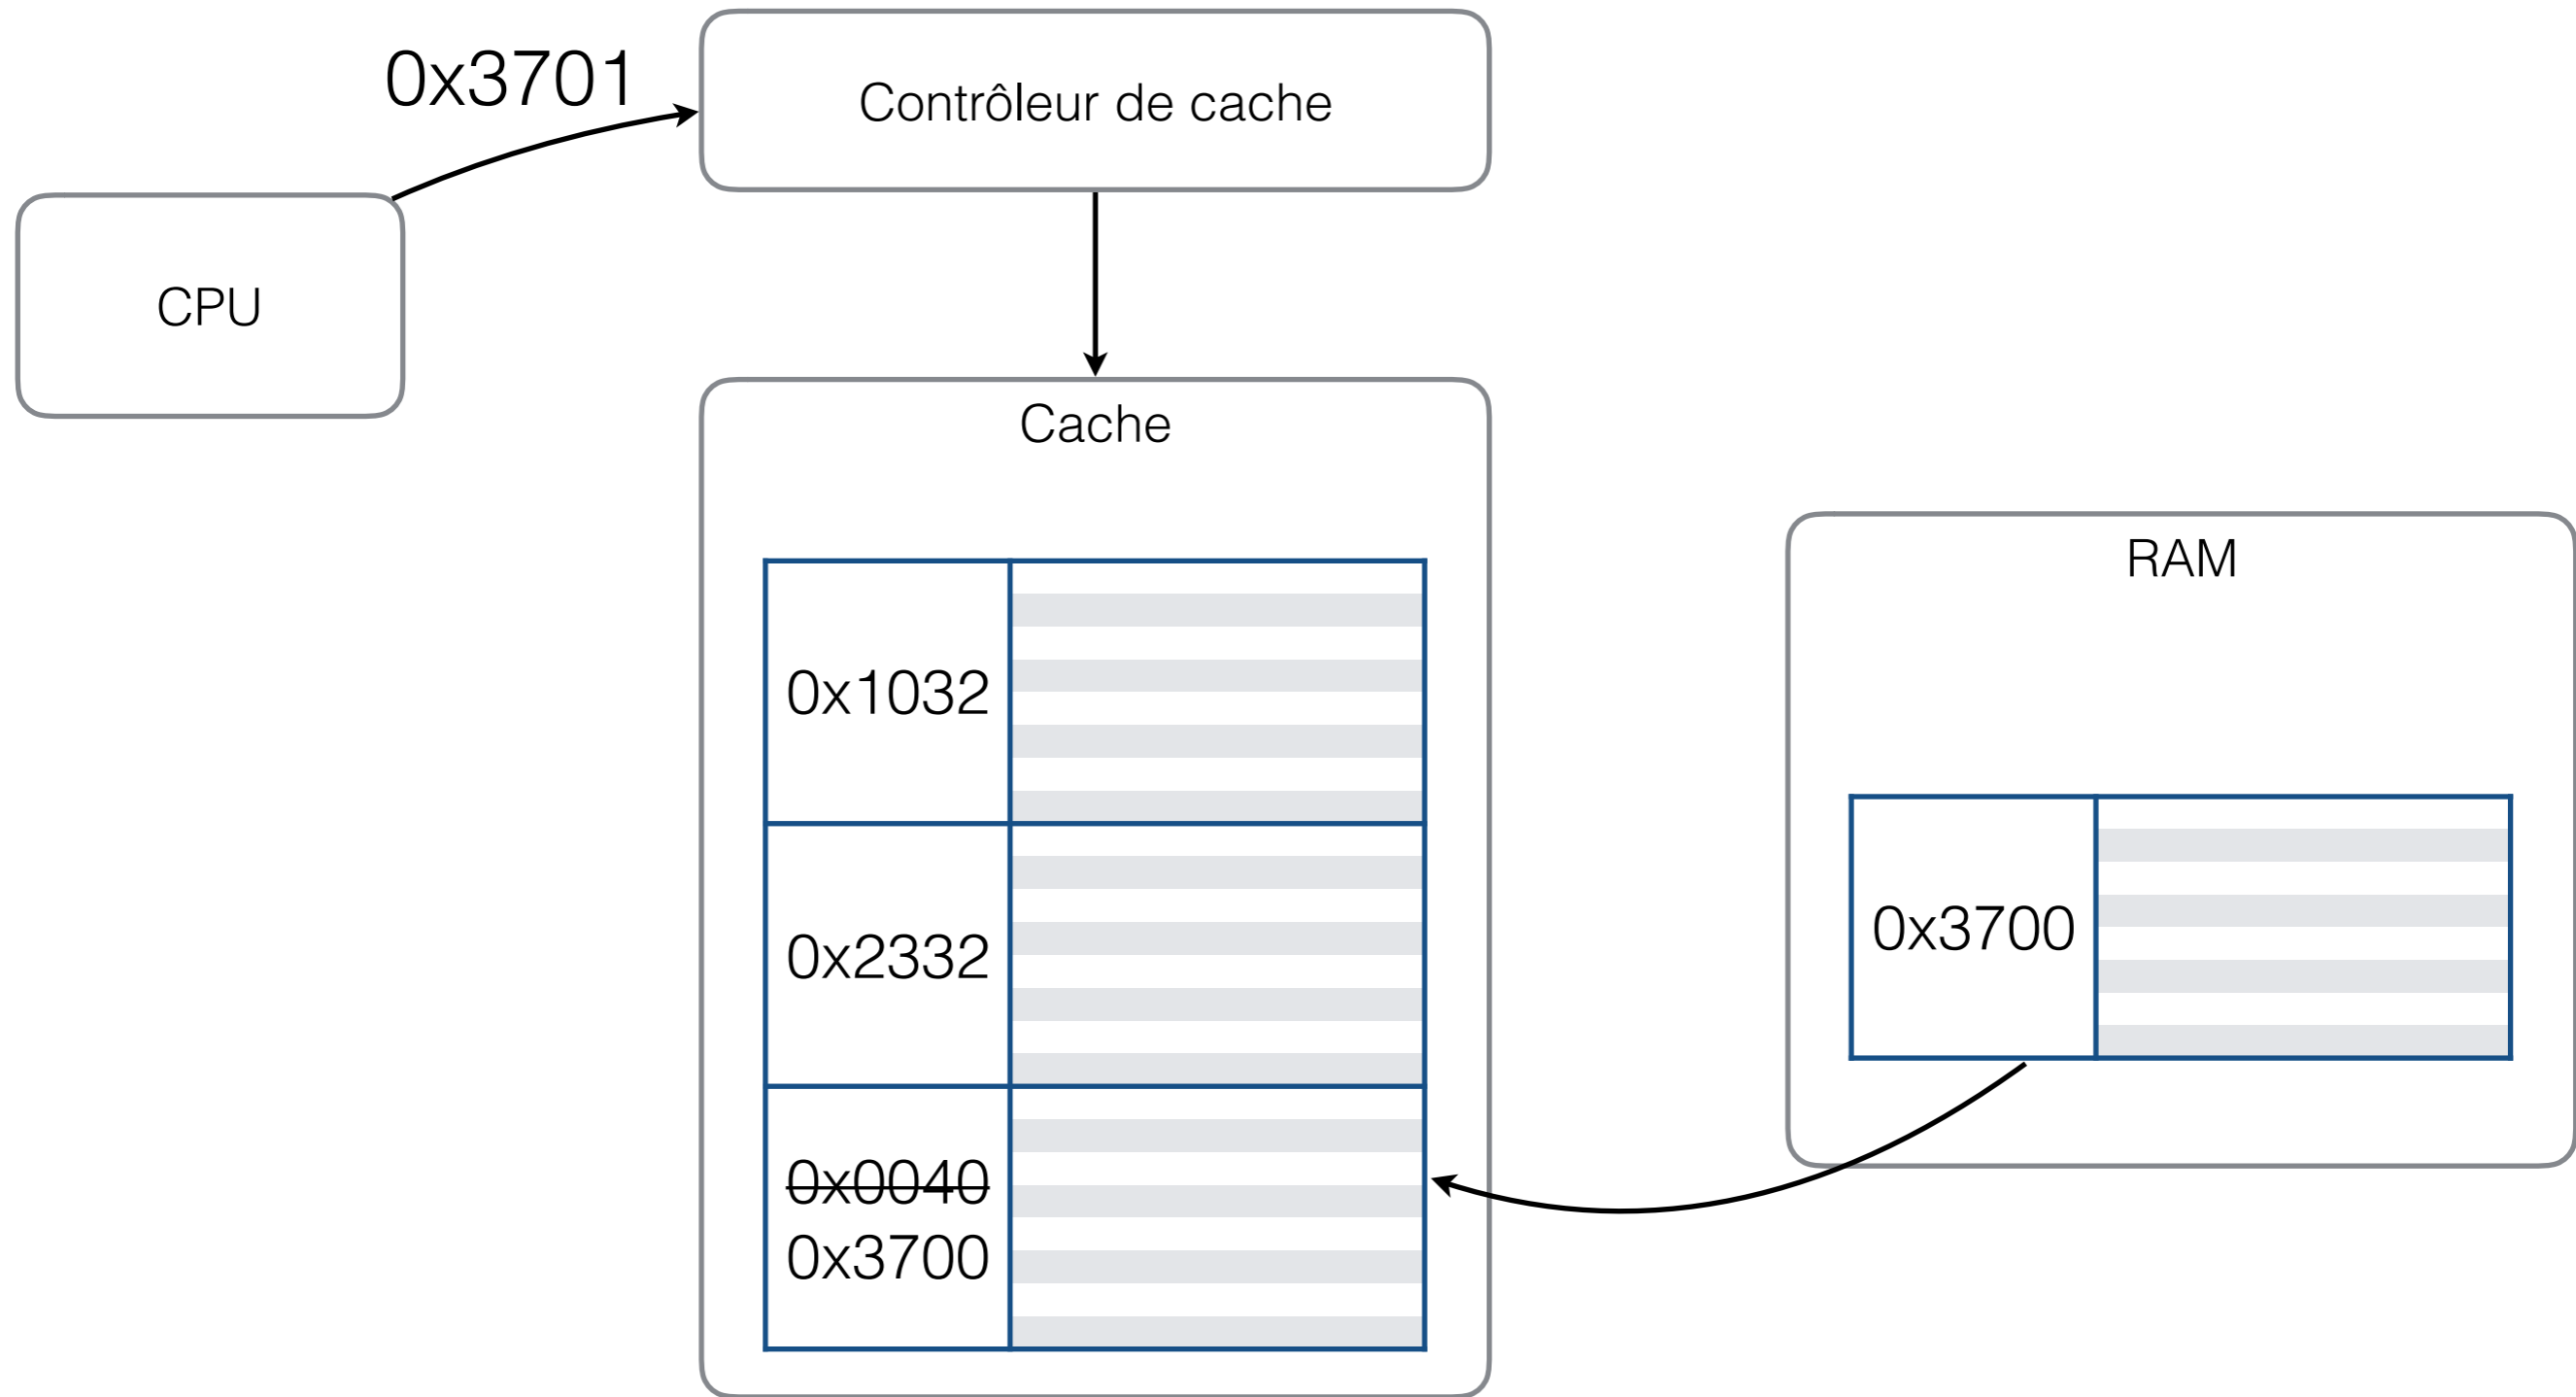 0x3701
Contrôleur de cache
CPU
Cache
0x1032
0x2332
0x0040
0x3700
RAM
0x3700